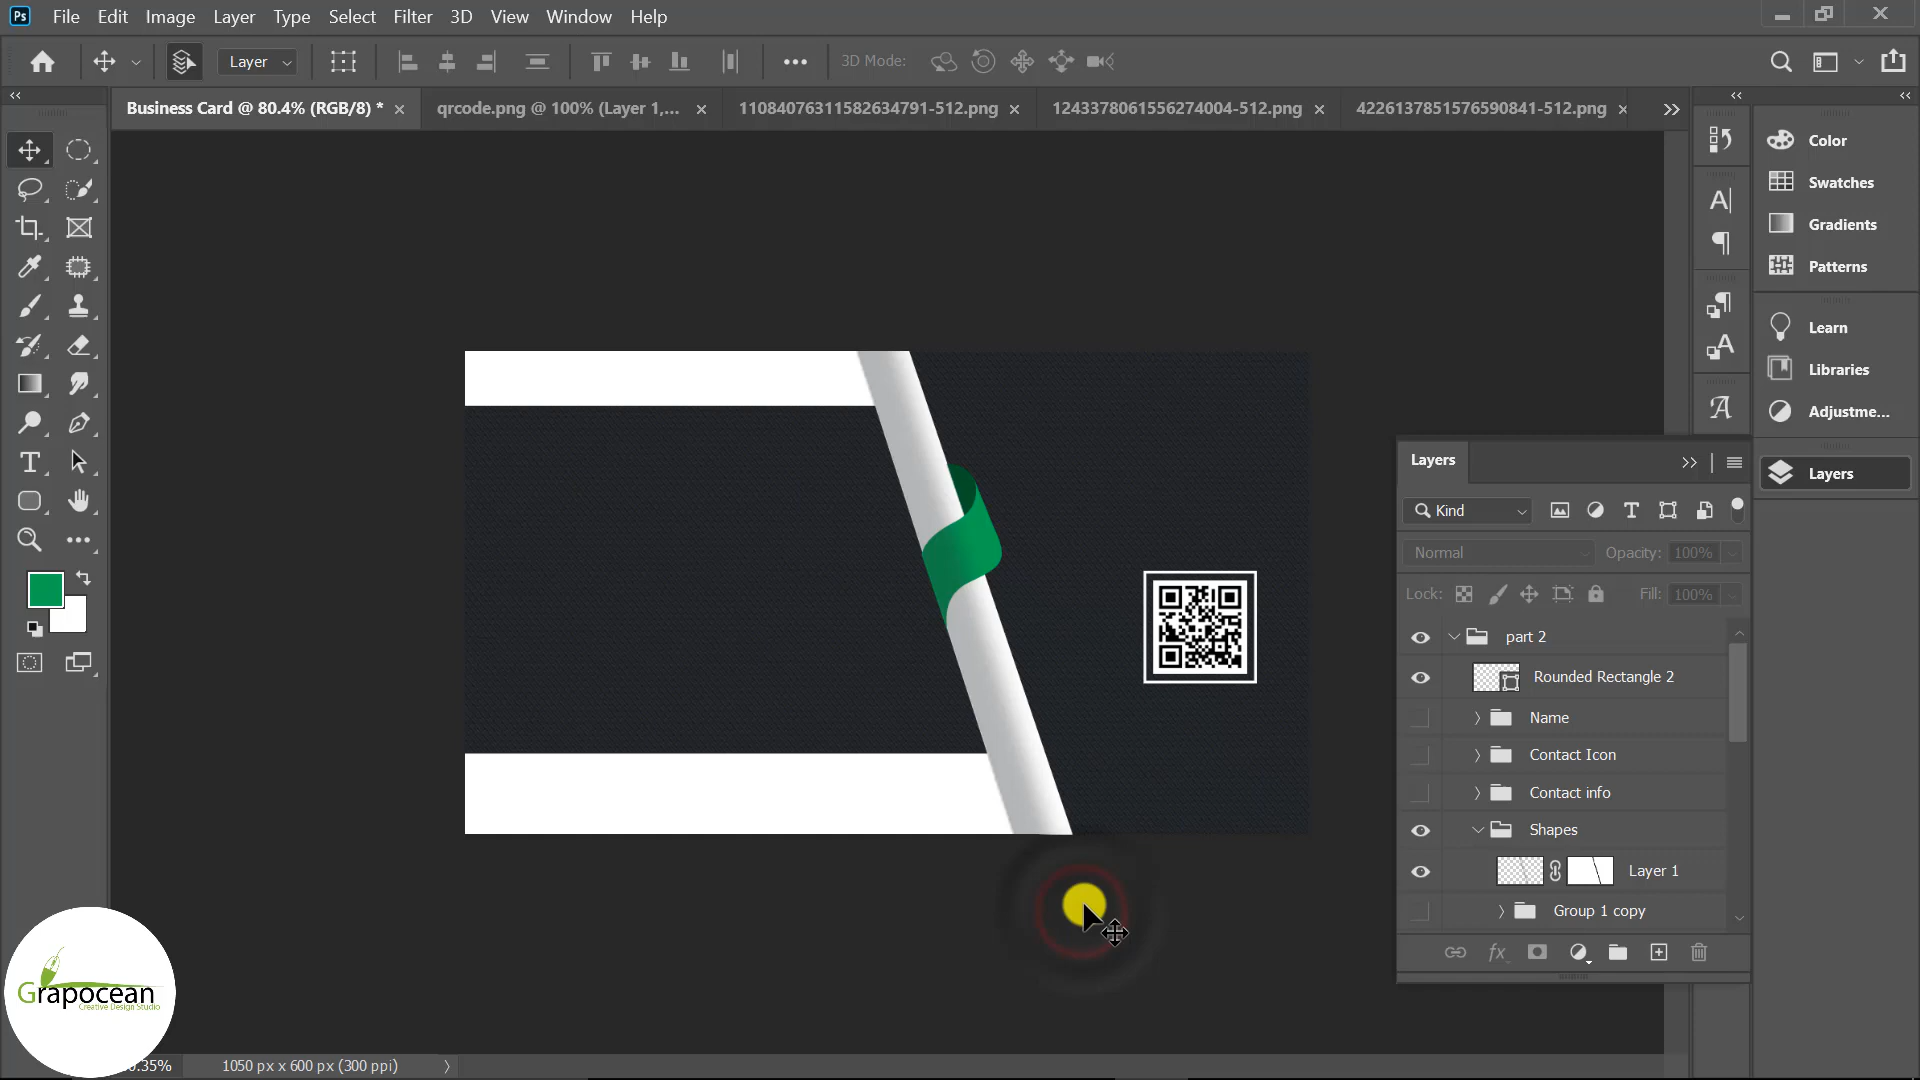 Ps File Edit Image Layer Type Select Filter 3D View Window Help
Layer 3D Mode:
Business Card @ 80.4% (RGB/8) * qrcode.png @ 100% (Layer 1,... 11084076311582634791-512.png 1243378061556274004-512.png 4226137851576590841-512.png
Color
Swatches
Gradients
Patterns
Learn
Libraries
Adjustme...
Layers
Layers
Kind
Normal Opacity: 100%
Lock: Fill: 100%
part 2
Rounded Rectangle 2
Name
Contact Icon
Contact info
Shapes
Layer 1
Group 1 copy
fx
Grapocean
Creative Design Studio
0.35% 1050 px x 600 px (300 ppi)